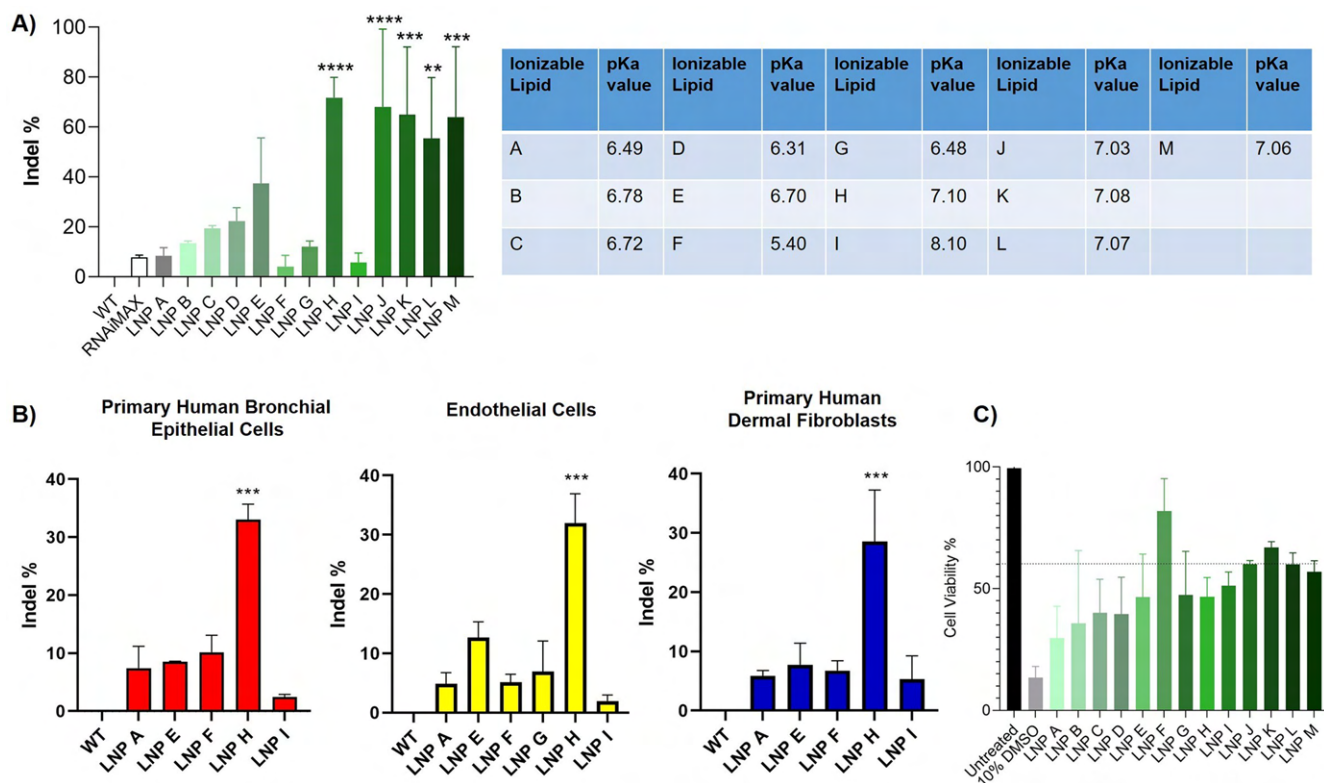 A)
Indel %
100
80
60
40
20
0
****
****
***
**
***
WT
RNAiMAX
LNP A
LNP B
LNP C
LNP D
LNP E
LNP F
LNP G
LNP H
LNP I
LNP J
LNP K
LNP L
LNP M
Ionizable Lipid pKa value Ionizable Lipid pKa value Ionizable Lipid pKa value Ionizable Lipid pKa value Ionizable Lipid pKa value
A 6.49 D 6.31 G 6.48 J 7.03 M 7.06
B 6.78 E 6.70 H 7.10 K 7.08
C 6.72 F 5.40 I 8.10 L 7.07
B)
Primary Human Bronchial
Epithelial Cells
Indel %
40
30
20
10
0
***
WT
LNP A
LNP E
LNP F
LNP H
LNP I
Endothelial Cells
Indel %
40
30
20
10
0
***
WT
LNP A
LNP E
LNP F
LNP G
LNP H
LNP I
Primary Human
Dermal Fibroblasts
Indel %
40
30
20
10
0
***
WT
LNP A
LNP E
LNP F
LNP H
LNP I
C)
Cell Viability %
100
50
0
Untreated
10% DMSO
LNP A
LNP B
LNP C
LNP D
LNP E
LNP F
LNP G
LNP H
LNP I
LNP J
LNP K
LNP L
LNP M